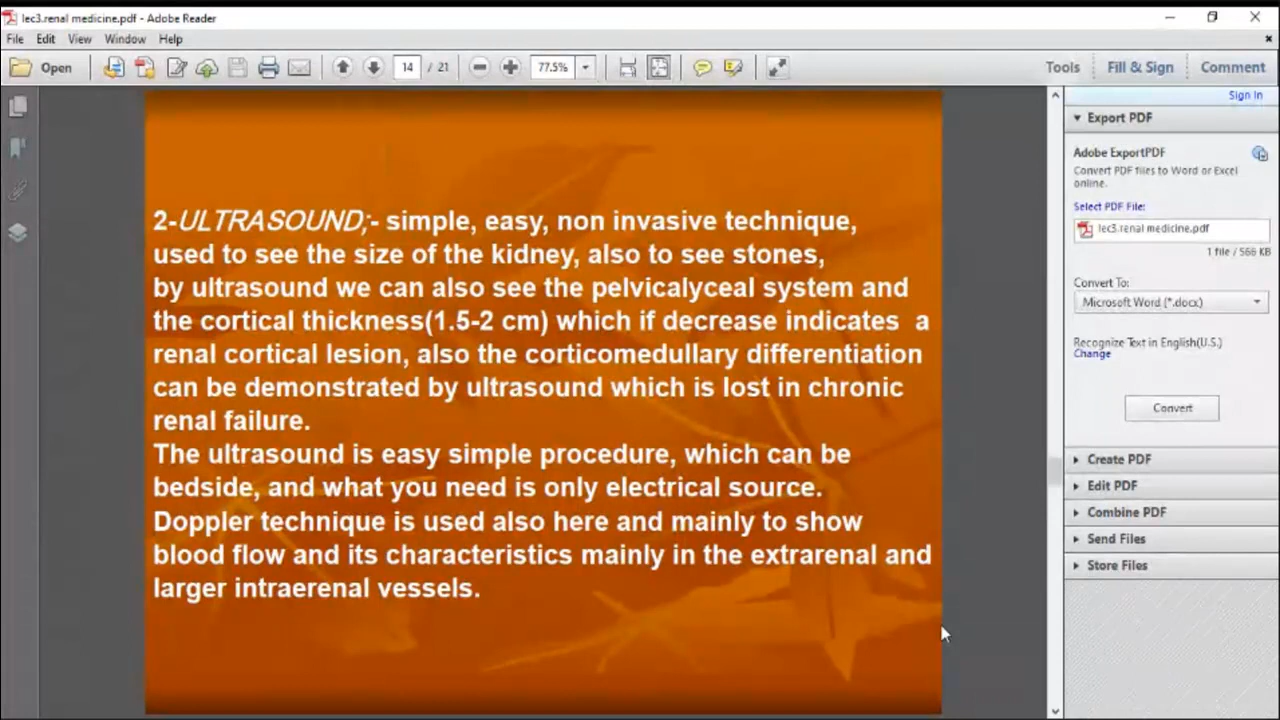 lec3.renal medicine.pdf - Adobe Reader
File Edit View Window Help
Open 14 / 21 77.5% Tools Fill & Sign Comment
Sign In
Export PDF
Adobe ExportPDF
Convert PDF files to Word or Excel
online.
Select PDF File:
lec3.renal medicine.pdf
1 file / 566 KB
Convert To:
Microsoft Word (*.docx)
Recognize Text in English(U.S.)
Change
Convert
Create PDF
Edit PDF
Combine PDF
Send Files
Store Files
2-ULTRASOUND;- simple, easy, non invasive technique,
used to see the size of the kidney, also to see stones,
by ultrasound we can also see the pelvicalyceal system and
the cortical thickness(1.5-2 cm) which if decrease indicates a
renal cortical lesion, also the corticomedullary differentiation
can be demonstrated by ultrasound which is lost in chronic
renal failure.
The ultrasound is easy simple procedure, which can be
bedside, and what you need is only electrical source.
Doppler technique is used also here and mainly to show
blood flow and its characteristics mainly in the extrarenal and
larger intraerenal vessels.